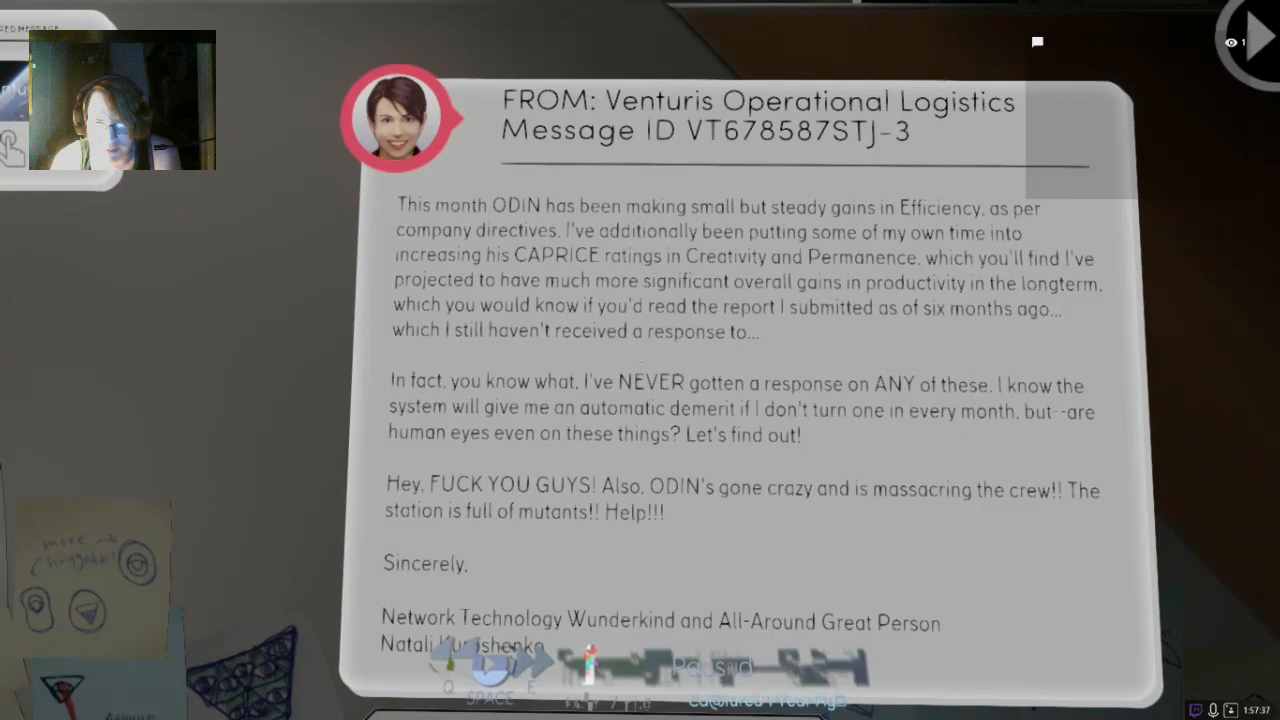 FROM: Venturis Operational Logistics
Message ID VT678587STJ-3
This month ODIN has been making small but steady gains in Efficiency, as per
company directives. I've additionally been putting some of my own time into
increasing his CAPRICE ratings in Creativity and Permanence, which you'll find I've
projected to have much more significant overall gains in productivity in the longterm,
which you would know if you'd read the report I submitted as of six months ago...
which I still haven't received a response to...
In fact, you know what, I've NEVER gotten a response on ANY of these. I know the
system will give me an automatic demerit if I don't turn one in every month, but--are
human eyes even on these things? Let's find out!
Hey, FUCK YOU GUYS! Also, ODIN's gone crazy and is massacring the crew!! The
station is full of mutants!! Help!!!
Sincerely,
Network Technology Wunderkind and All-Around Great Person
Natali
more
huggable?
Q
SPACE
E
1
1:57:37